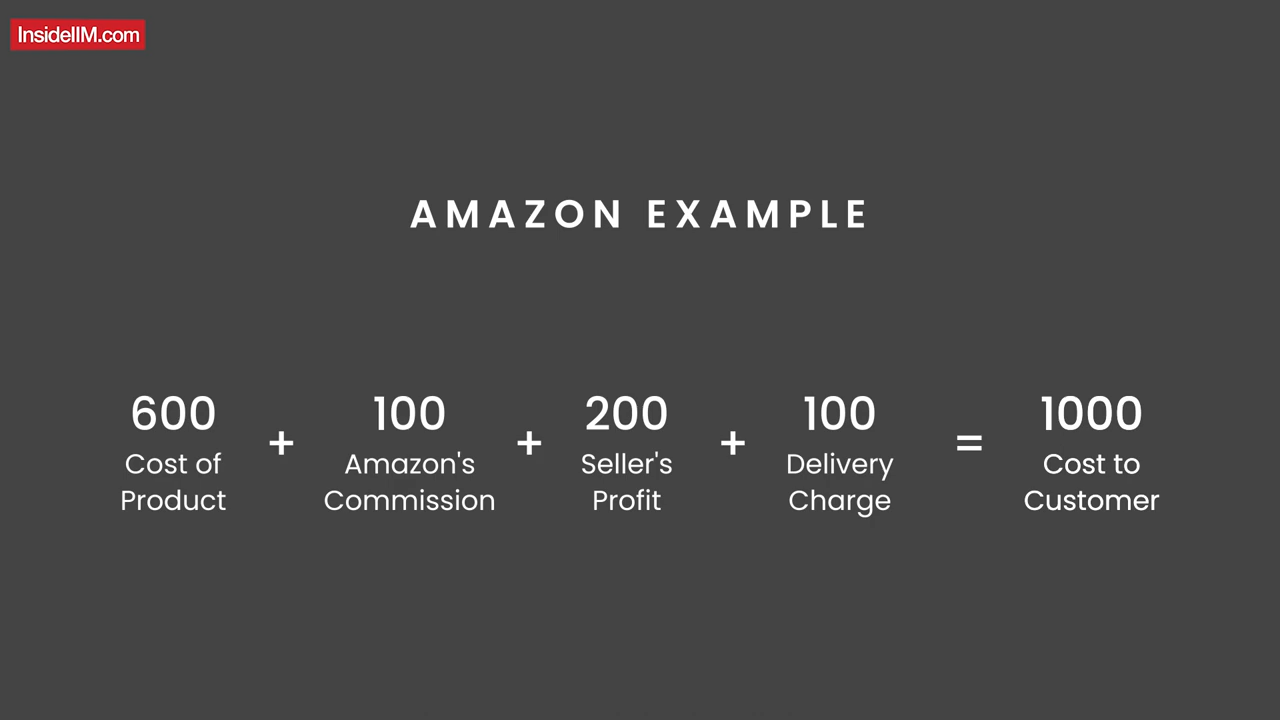 InsideIIM.com
AMAZON EXAMPLE
600 + 100 + 200 + 100 = 1000
Cost of Amazon's Seller's Delivery Cost to
Product Commission Profit Charge Customer